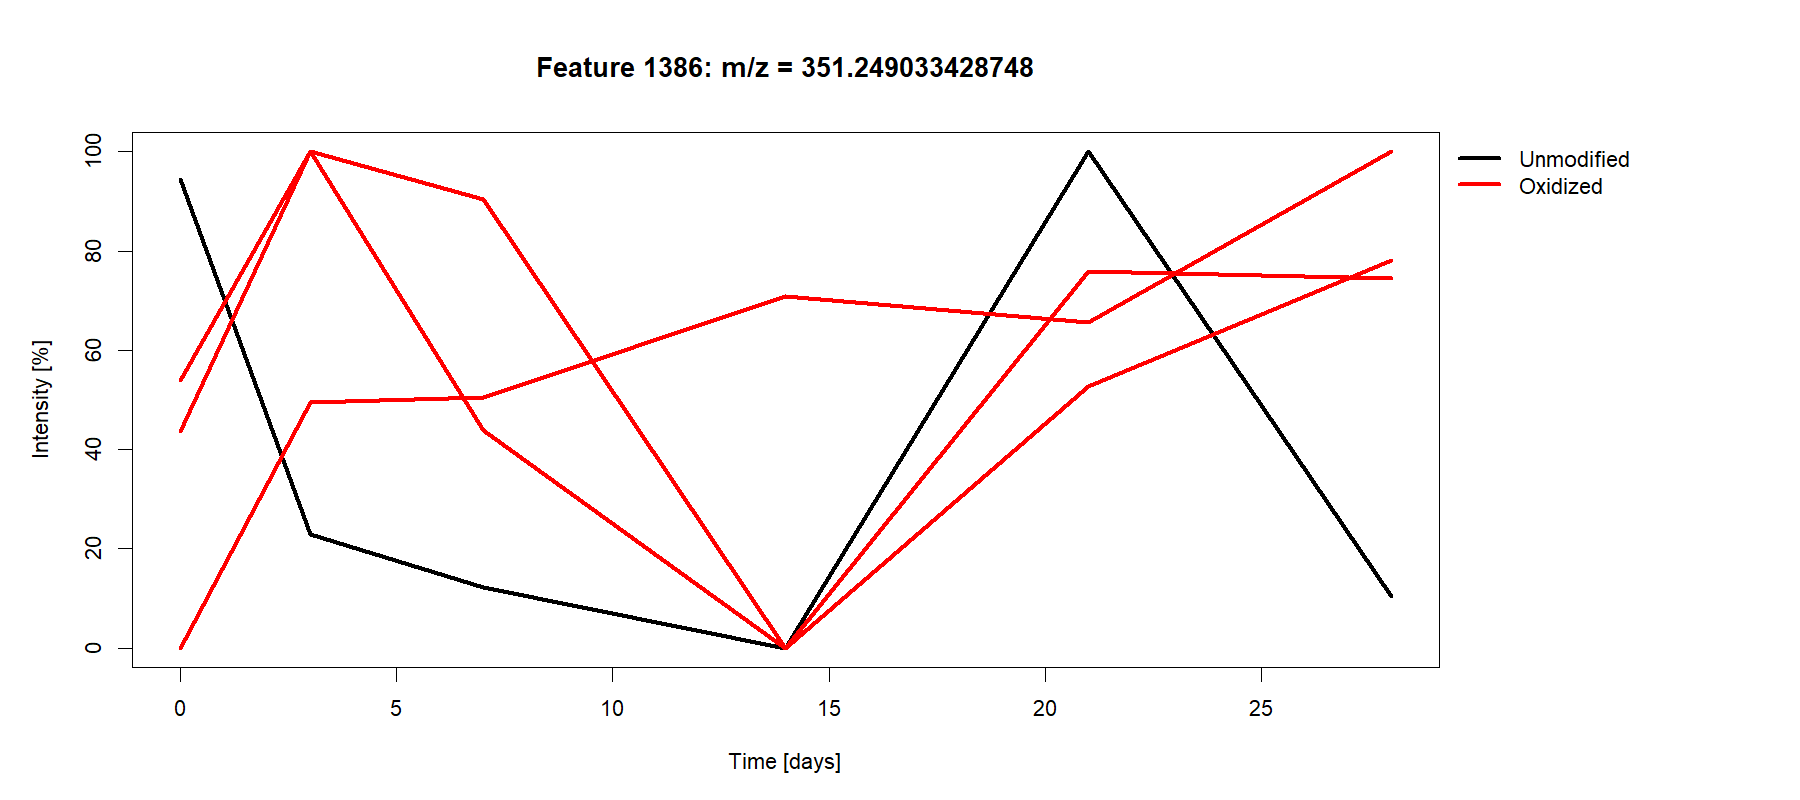 Feature 1386: m/z = 351.249033428748
Unmodified
Oxidized
Intensity [%]
100
80
60
40
20
0
0 5 10 15 20 25
Time [days]